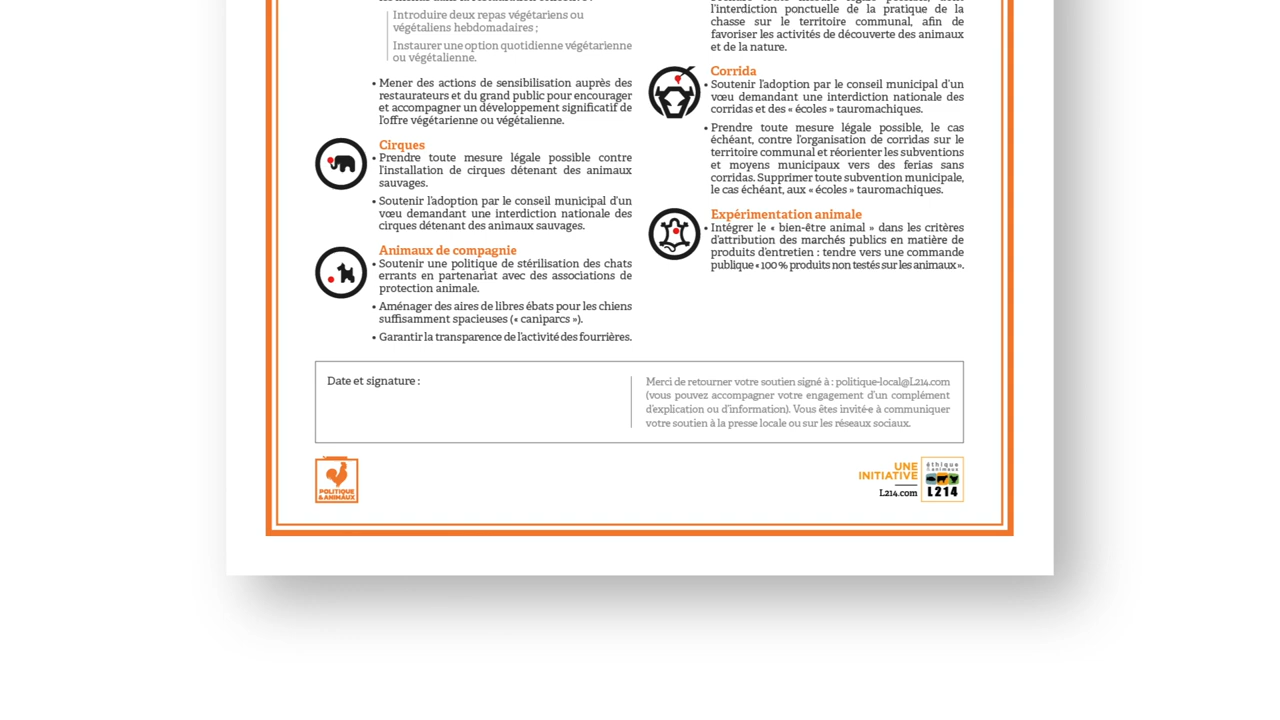 Introduire deux repas végétariens ou
végétaliens hebdomadaires ;
Instaurer une option quotidienne végétarienne
ou végétalienne.
• Mener des actions de sensibilisation auprès des
restaurateurs et du grand public pour encourager
et accompagner un développement significatif de
l'offre végétarienne ou végétalienne.
Cirques
• Prendre toute mesure légale possible contre
l'installation de cirques détenant des animaux
sauvages.
• Soutenir l'adoption par le conseil municipal d'un
vœu demandant une interdiction nationale des
cirques détenant des animaux sauvages.
Animaux de compagnie
• Soutenir une politique de stérilisation des chats
errants en partenariat avec des associations de
protection animale.
• Aménager des aires de libres ébats pour les chiens
suffisamment spacieuses (« caniparcs »).
• Garantir la transparence de l'activité des fourrières.
l'interdiction ponctuelle de la pratique de la
chasse sur le territoire communal, afin de
favoriser les activités de découverte des animaux
et de la nature.
Corrida
• Soutenir l'adoption par le conseil municipal d'un
vœu demandant une interdiction nationale des
corridas et des « écoles » tauromachiques.
• Prendre toute mesure légale possible, le cas
échéant, contre l'organisation de corridas sur le
territoire communal et réorienter les subventions
et moyens municipaux vers des ferias sans
corridas. Supprimer toute subvention municipale,
le cas échéant, aux « écoles » tauromachiques.
Expérimentation animale
• Intégrer le « bien-être animal » dans les critères
d'attribution des marchés publics en matière de
produits d'entretien : tendre vers une commande
publique « 100 % produits non testés sur les animaux ».
Date et signature :
Merci de retourner votre soutien signé à : politique-local@L214.com
(vous pouvez accompagner votre engagement d'un complément
d'explication ou d'information). Vous êtes invité·e à communiquer
votre soutien à la presse locale ou sur les réseaux sociaux.
POLITIQUE
& ANIMAUX
UNE
INITIATIVE
L214.com
éthique
& animaux
L214